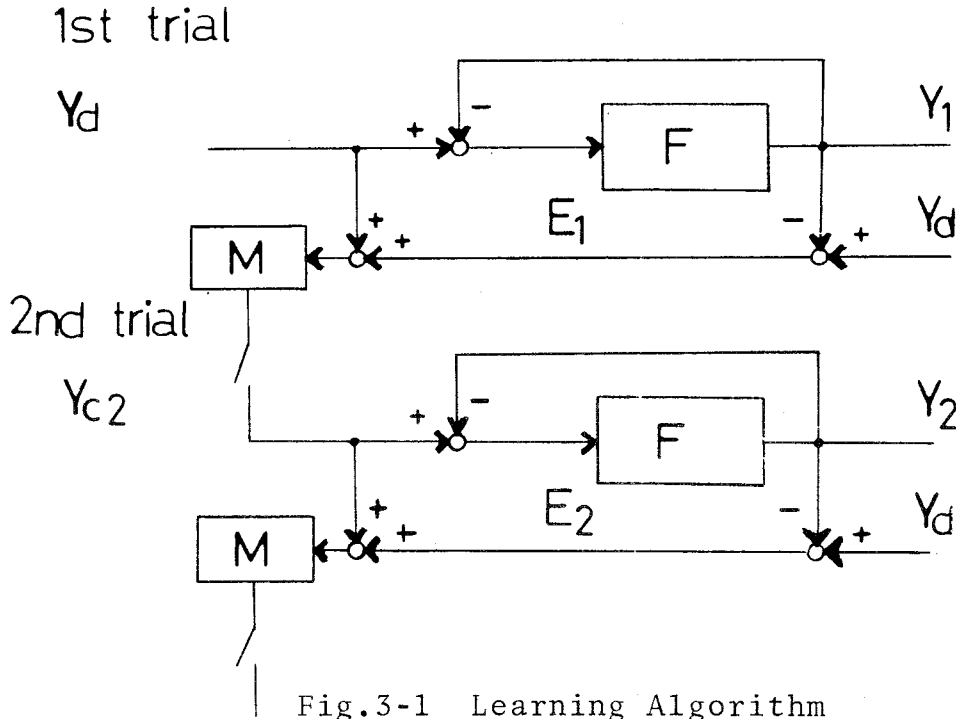 1st trial
Yd
+
−
F
Y1
+
+
E1
−
+
Yd
M
2nd trial
Yc2
+
−
F
Y2
+
+
E2
−
+
Yd
M
Fig.3-1 Learning Algorithm